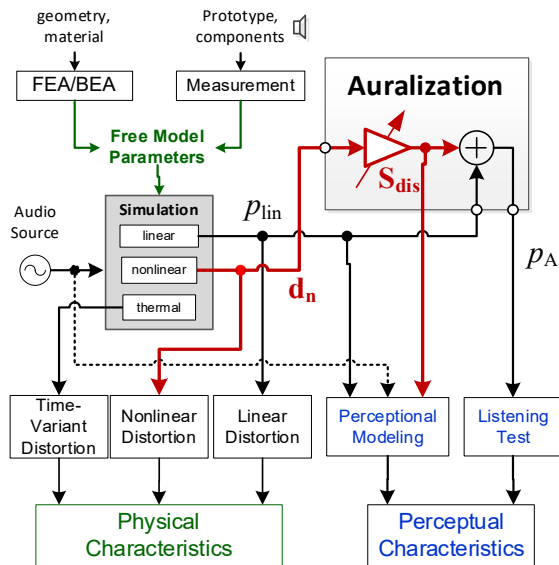 geometry,
material
Prototype,
components
FEA/BEA
Measurement
Auralization
Free Model
Parameters
S_dis
Simulation
p_lin
Audio
Source
linear
nonlinear
thermal
d_n
p_A
Time-
Variant
Distortion
Nonlinear
Distortion
Linear
Distortion
Perceptional
Modeling
Listening
Test
Physical
Characteristics
Perceptual
Characteristics